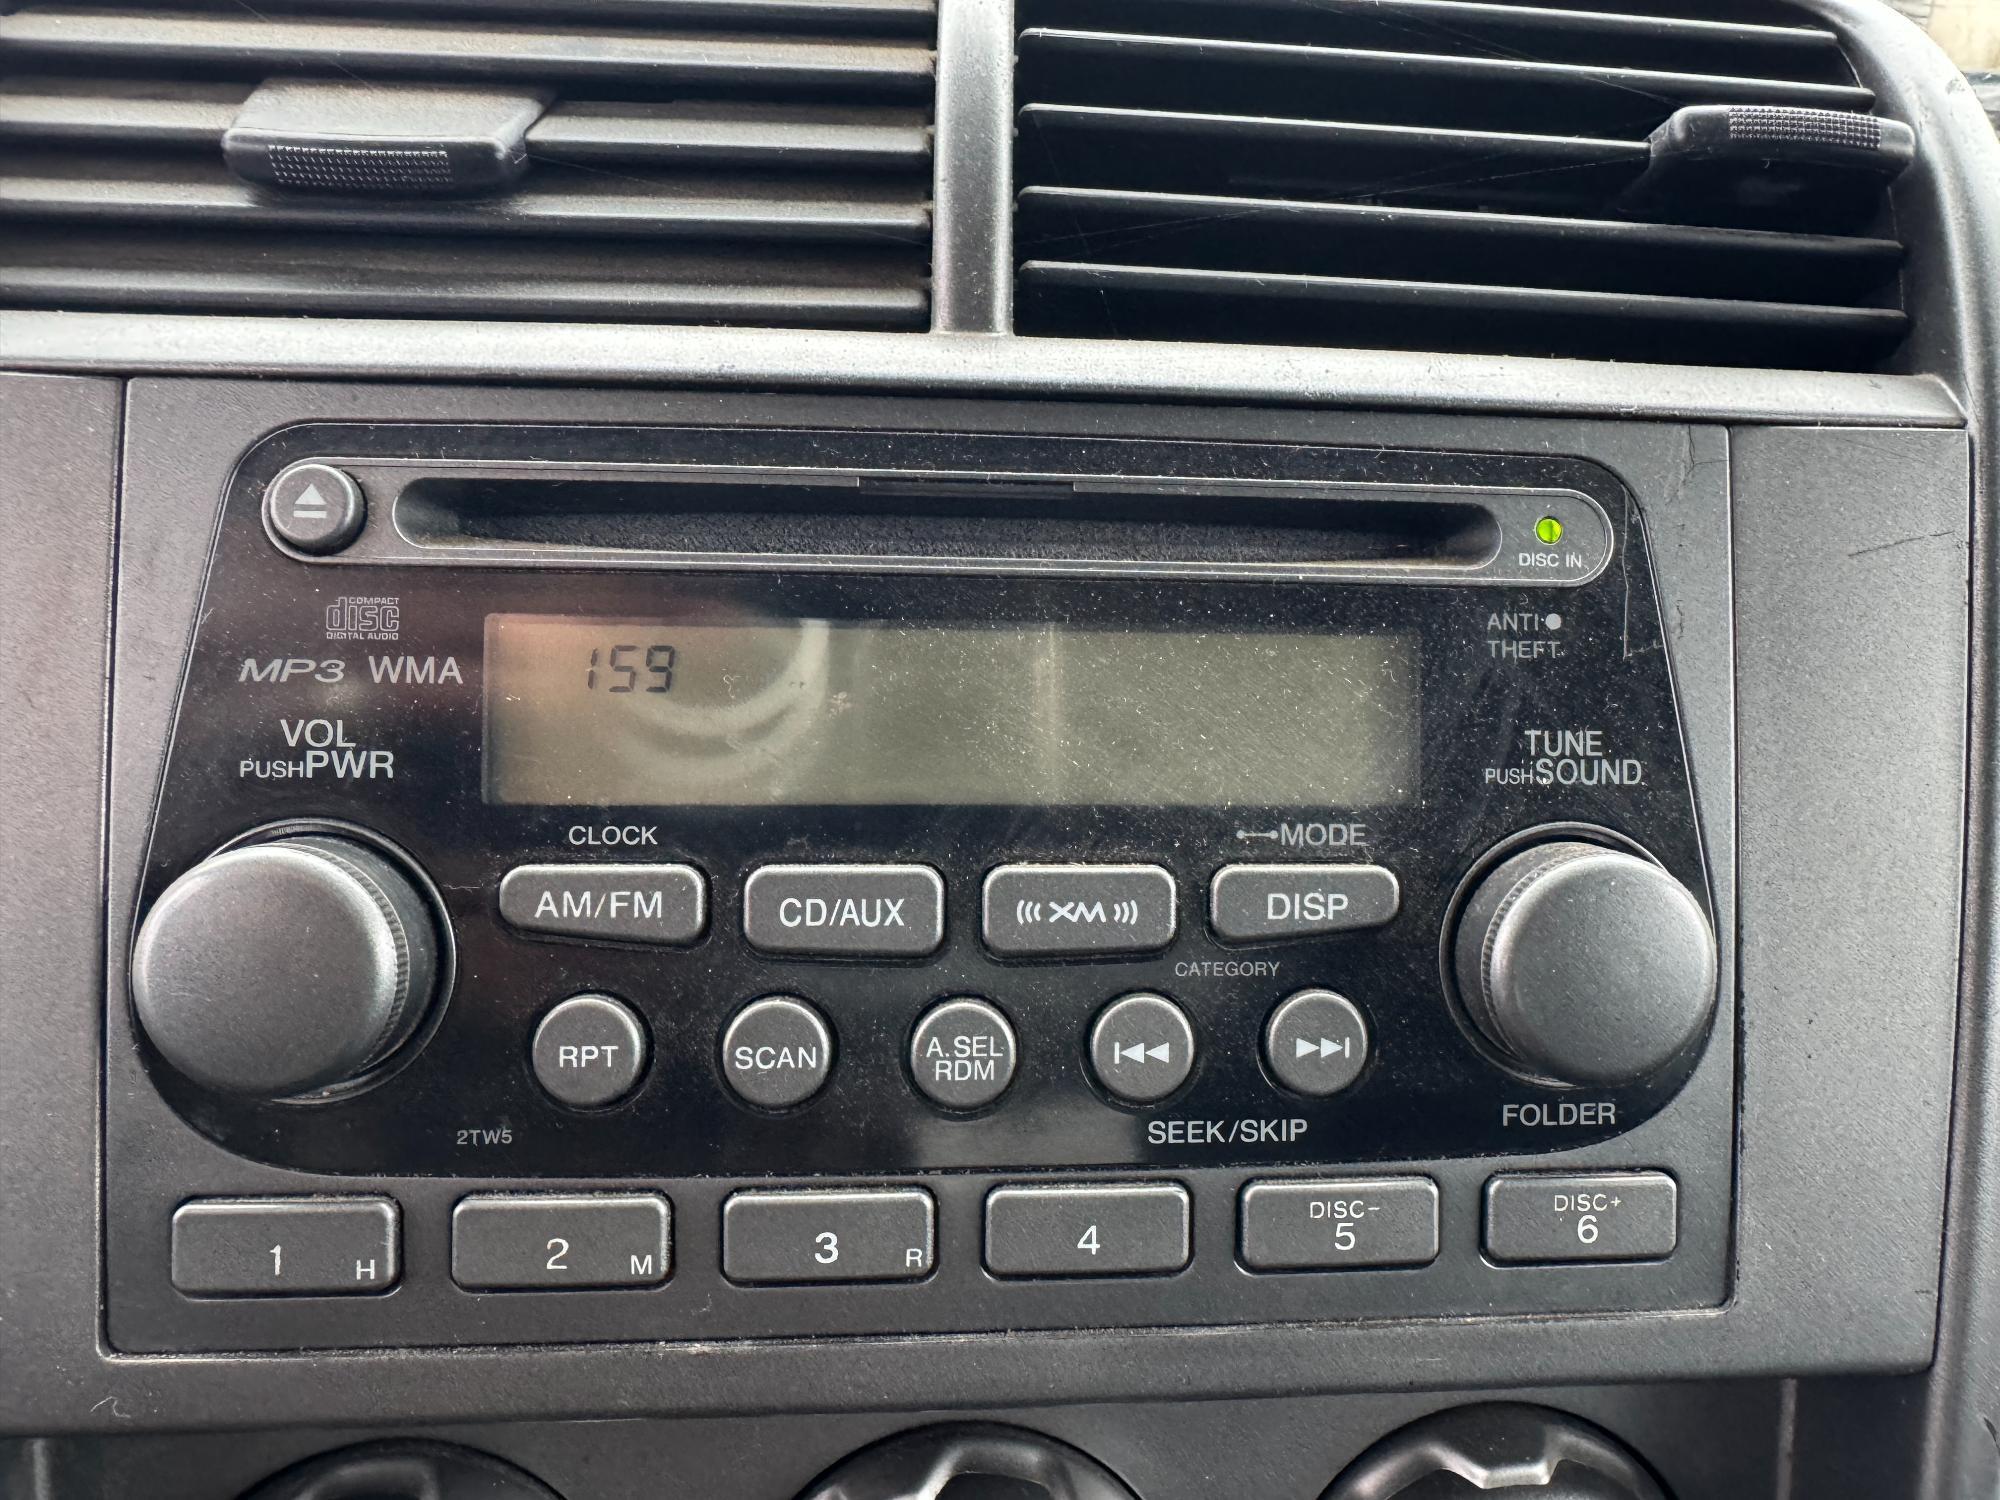 DISC IN
COMPACT
disc
DIGITAL AUDIO
ANTI
THEFT
MP3 WMA
159
VOL
PUSH PWR
TUNE
PUSH SOUND
CLOCK
MODE
AM/FM
CD/AUX
XM
DISP
CATEGORY
RPT
SCAN
A.SEL
RDM
SEEK/SKIP
FOLDER
2TW5
1 H
2 M
3 R
4
DISC-
5
DISC+
6